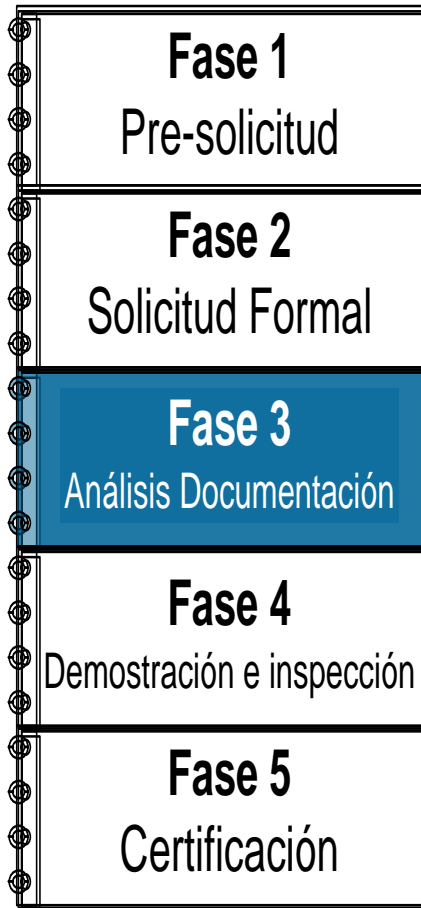 Fase 1
Pre-solicitud
Fase 2
Solicitud Formal
Fase 3
Análisis Documentación
Fase 4
Demostración e inspección
Fase 5
Certificación